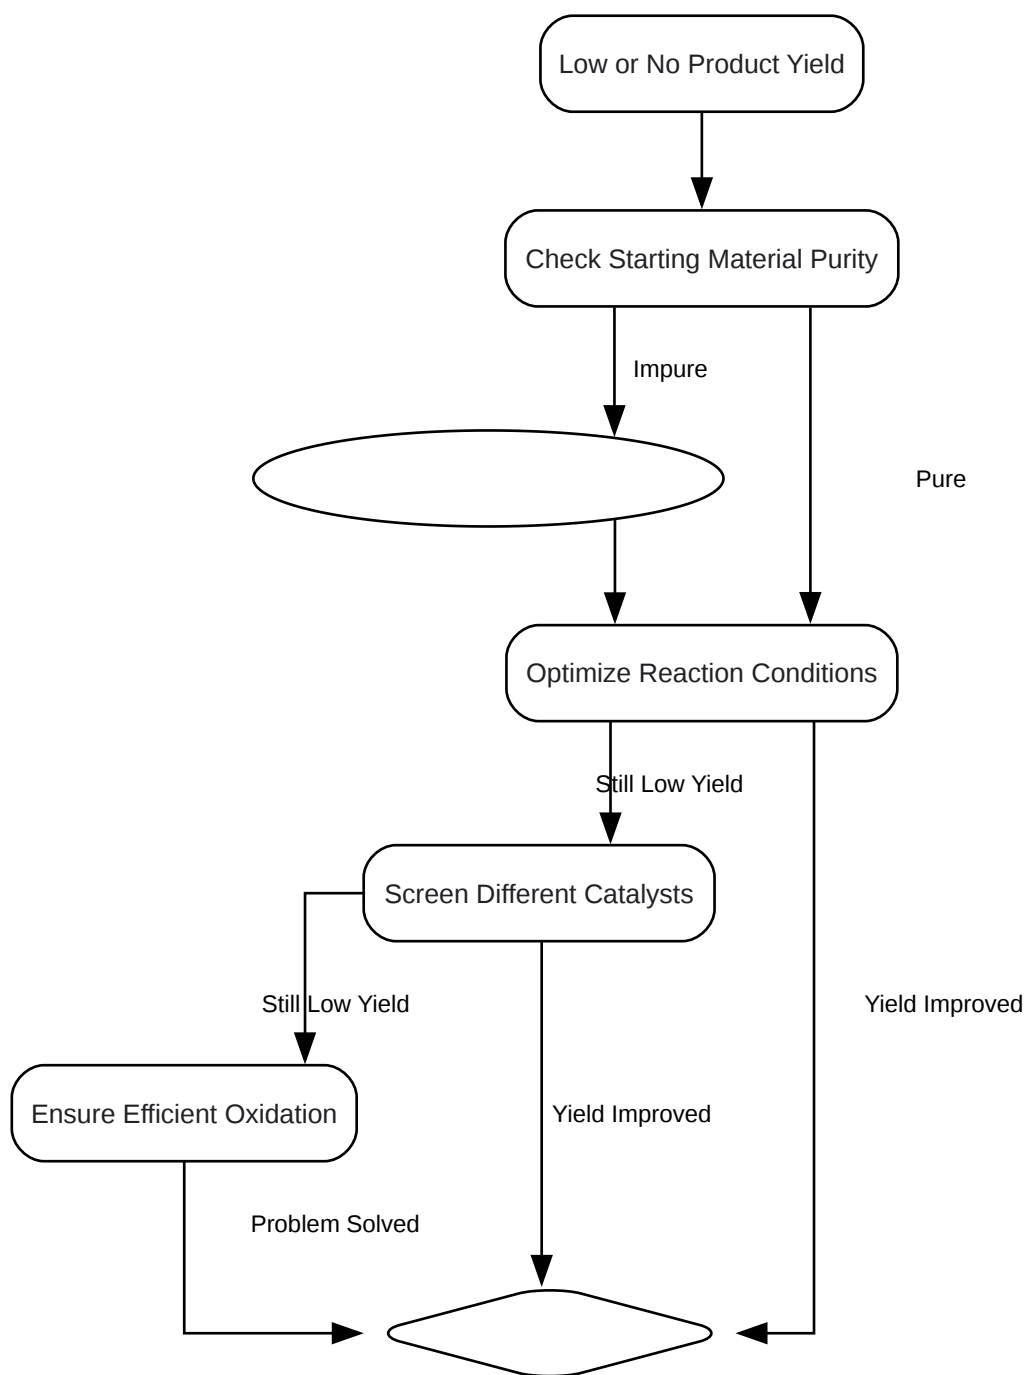 Low or No Product Yield
Check Starting Material Purity
Impure
Pure
Optimize Reaction Conditions
Still Low Yield
Screen Different Catalysts
Still Low Yield
Yield Improved
Ensure Efficient Oxidation
Yield Improved
Problem Solved